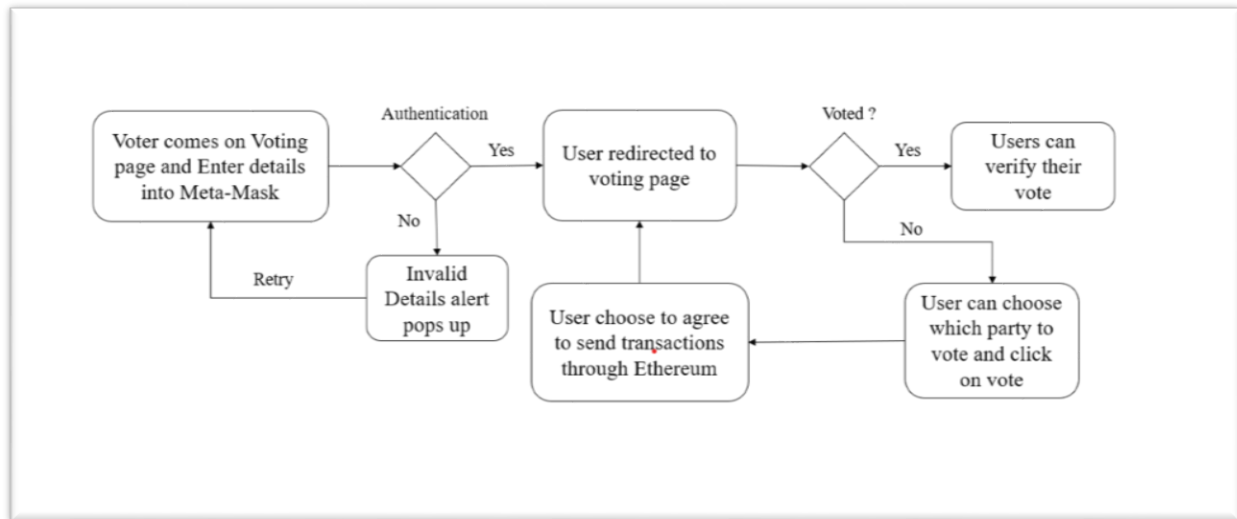 Voter comes on Voting
page and Enter details
into Meta-Mask
Authentication
Yes
No
Invalid
Details alert
pops up
Retry
User redirected to
voting page
Voted ?
Yes
Users can
verify their
vote
No
User can choose
which party to
vote and click
on vote
User choose to agree
to send transactions
through Ethereum